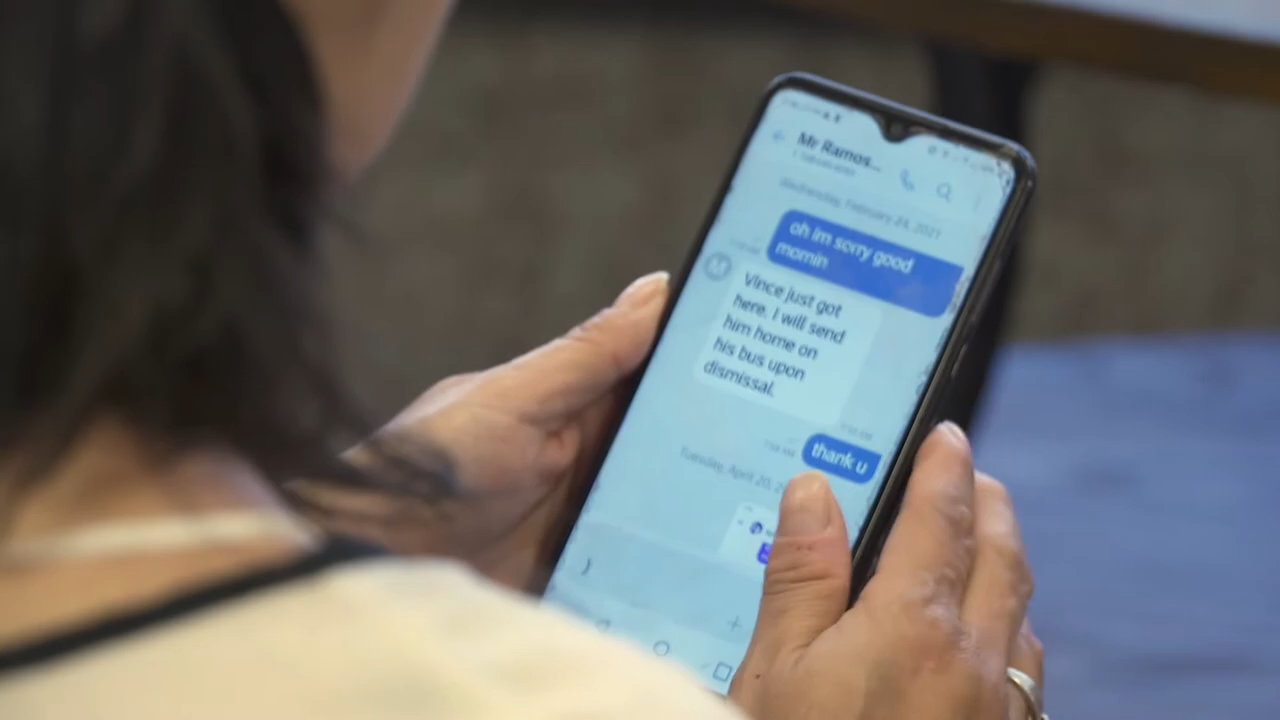 Mr Ramos...
Wednesday, February 24, 2021
oh im sorry good
mornin
Vince just got
here. I will send
him home on
his bus upon
dismissal.
thank u
Tuesday, April 20, 2